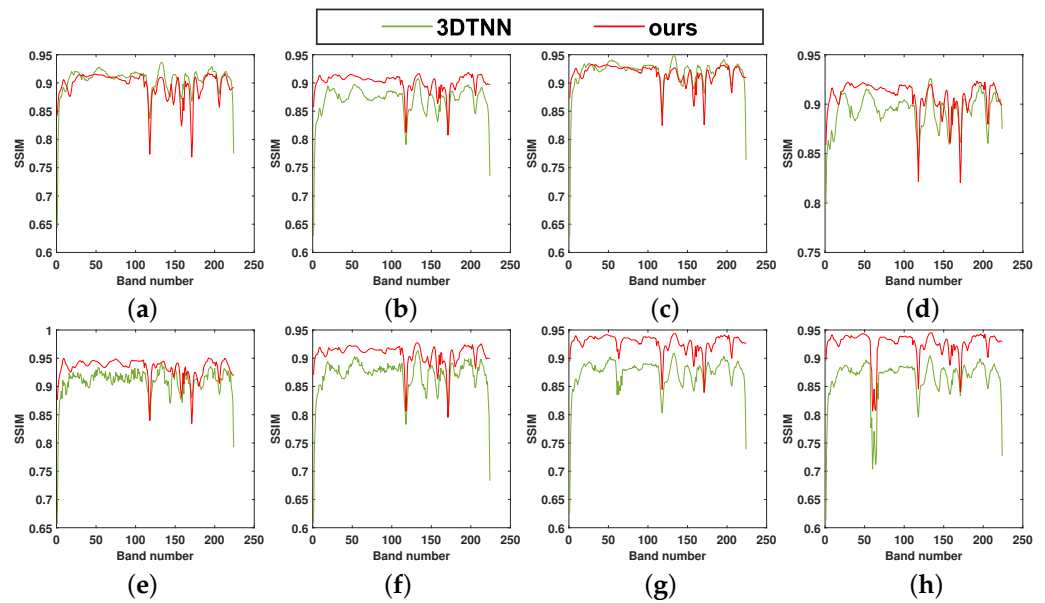 3DTNN ours
0.95 0.9 0.85 0.8 0.75 0.7 0.65 0.6
SSIM
0 50 100 150 200 250
Band number
(a)
0.95 0.9 0.85 0.8 0.75 0.7 0.65 0.6
SSIM
0 50 100 150 200 250
Band number
(b)
0.95 0.9 0.85 0.8 0.75 0.7 0.65 0.6
SSIM
0 50 100 150 200 250
Band number
(c)
0.95 0.9 0.85 0.8 0.75
SSIM
0 50 100 150 200 250
Band number
(d)
1 0.95 0.9 0.85 0.8 0.75 0.7 0.65
SSIM
0 50 100 150 200 250
Band number
(e)
0.95 0.9 0.85 0.8 0.75 0.7 0.65 0.6
SSIM
0 50 100 150 200 250
Band number
(f)
0.95 0.9 0.85 0.8 0.75 0.7 0.65 0.6
SSIM
0 50 100 150 200 250
Band number
(g)
0.95 0.9 0.85 0.8 0.75 0.7 0.65 0.6
SSIM
0 50 100 150 200 250
Band number
(h)